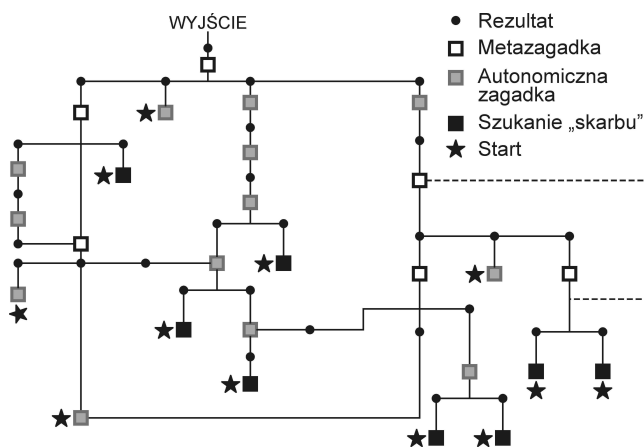 WYJŚCIE
Rezultat
Metazagadka
Autonomiczna
zagadka
Szukanie „skarbu”
Start